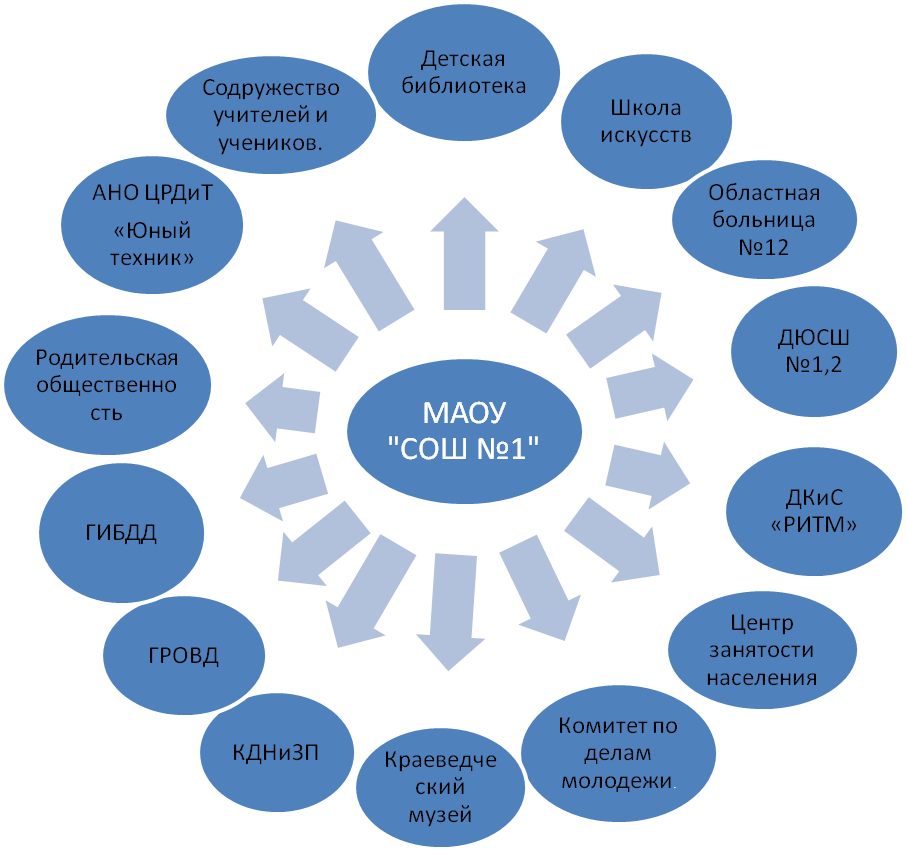 Детская
библиотека
Школа
искусств
Областная
больница
№12
ДЮСШ
№1,2
ДКиС
«РИТМ»
Центр
занятости
населения
Комитет по
делам
молодежи.
Краеведче
ский
музей
КДНиЗП
ГРОВД
ГИБДД
Родительская
общественно
сть
АНО ЦРДиТ
«Юный
техник»
Содружество
учителей и
учеников.
МАОУ
"СОШ №1"